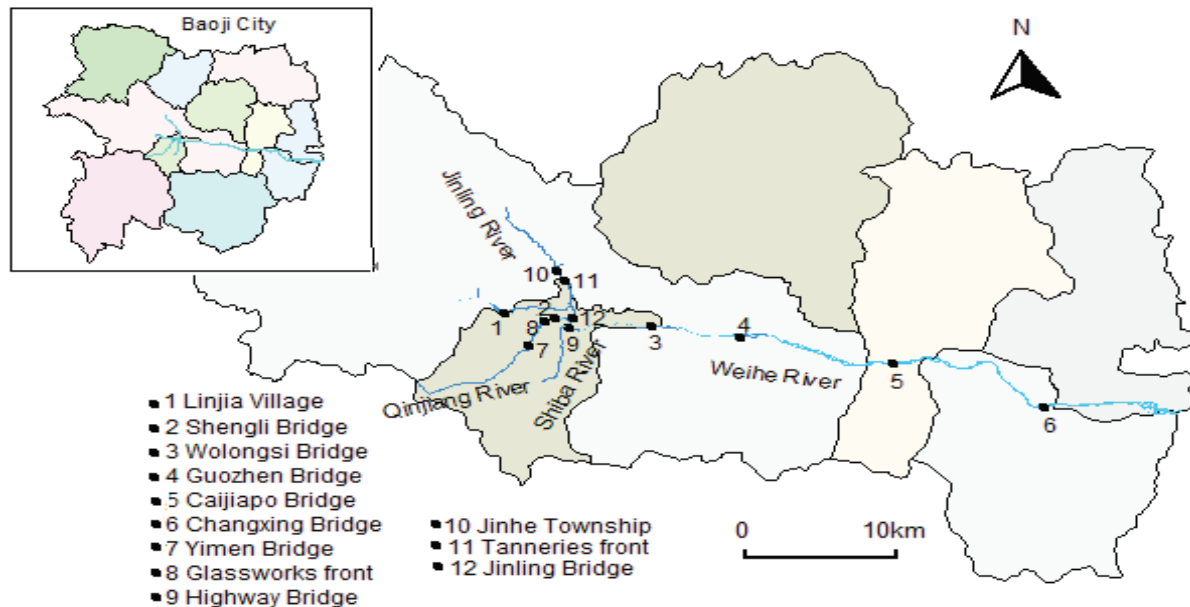 Baoji City
N
Jinling River
10
11
2
1
8
12
9
3
4
7
5
6
Weihe River
Qinjiang River
Shiba River
1 Linjia Village
2 Shengli Bridge
3 Wolongsi Bridge
4 Guozhen Bridge
5 Caijiapo Bridge
6 Changxing Bridge
7 Yimen Bridge
8 Glassworks front
9 Highway Bridge
10 Jinhe Township
11 Tanneries front
12 Jinling Bridge
0 10km